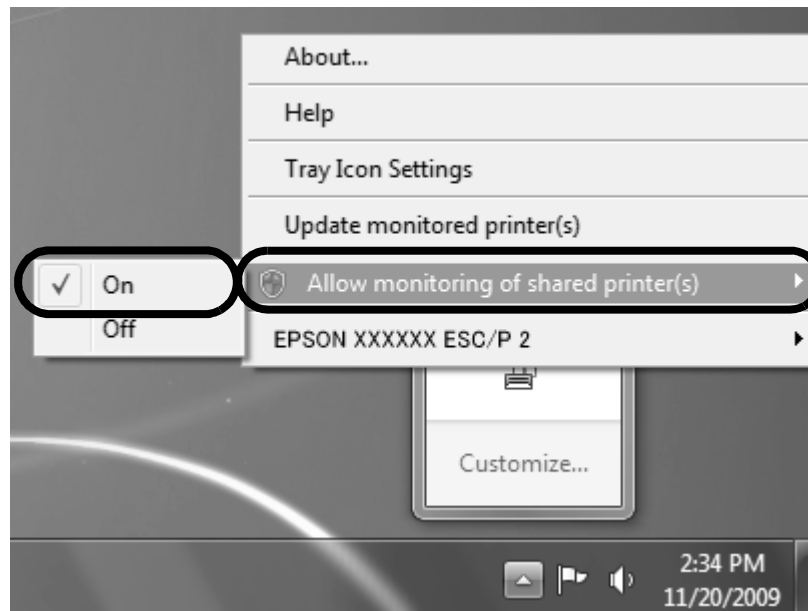 About...
Help
Tray Icon Settings
Update monitored printer(s)
Allow monitoring of shared printer(s)
On
Off
EPSON XXXXXX ESC/P 2
Customize...
2:34 PM
11/20/2009